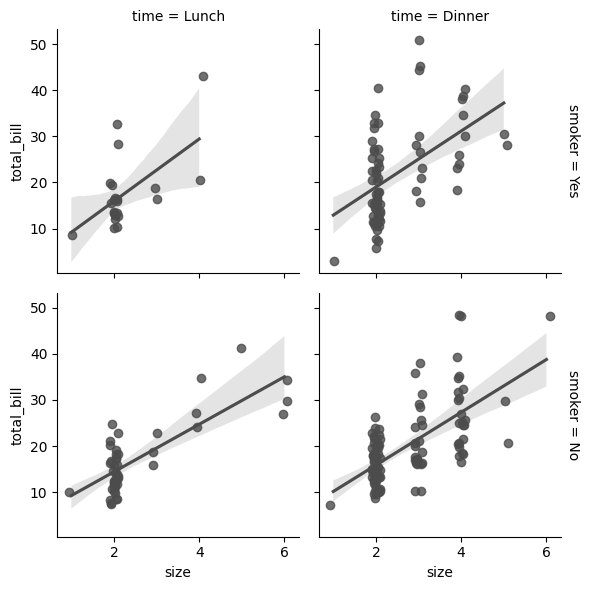 time = Lunch
time = Dinner
50
40
30
20
10
total_bill
smoker = Yes
50
40
30
20
10
total_bill
smoker = No
2
4
6
size
2
4
6
size